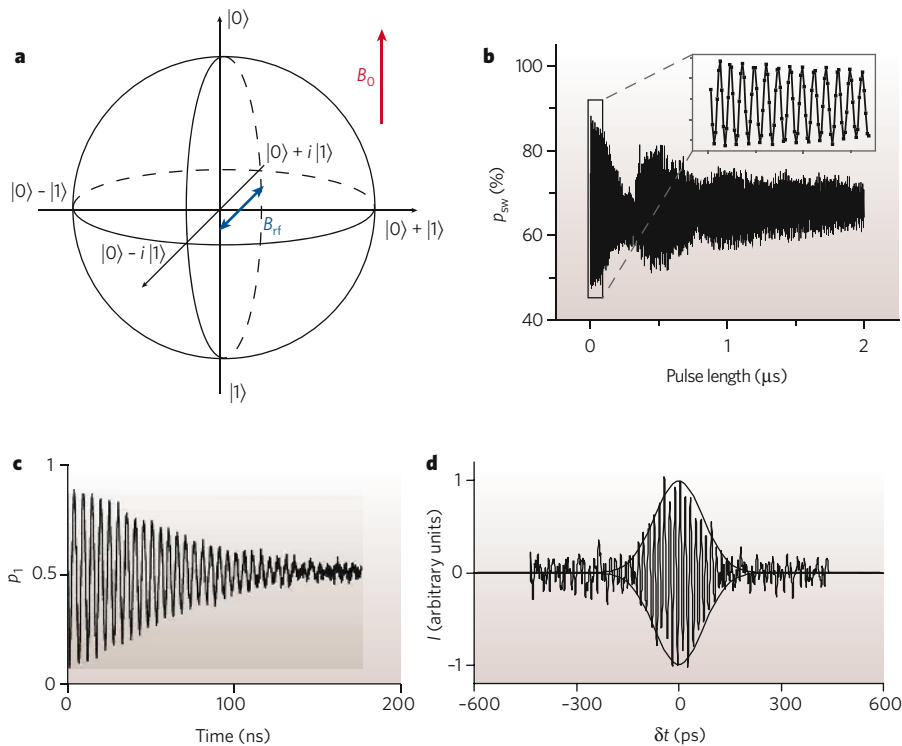 a
|0⟩
B0
|0⟩ + i |1⟩
|0⟩ − |1⟩
Brf
|0⟩ + |1⟩
|0⟩ − i |1⟩
|1⟩
b
100
80
psw (%)
60
40
0 1 2
Pulse length (μs)
c
1
p1
0.5
0
0 100 200
Time (ns)
d
1
I (arbitrary units)
0
-1
-600 -300 0 300 600
δt (ps)